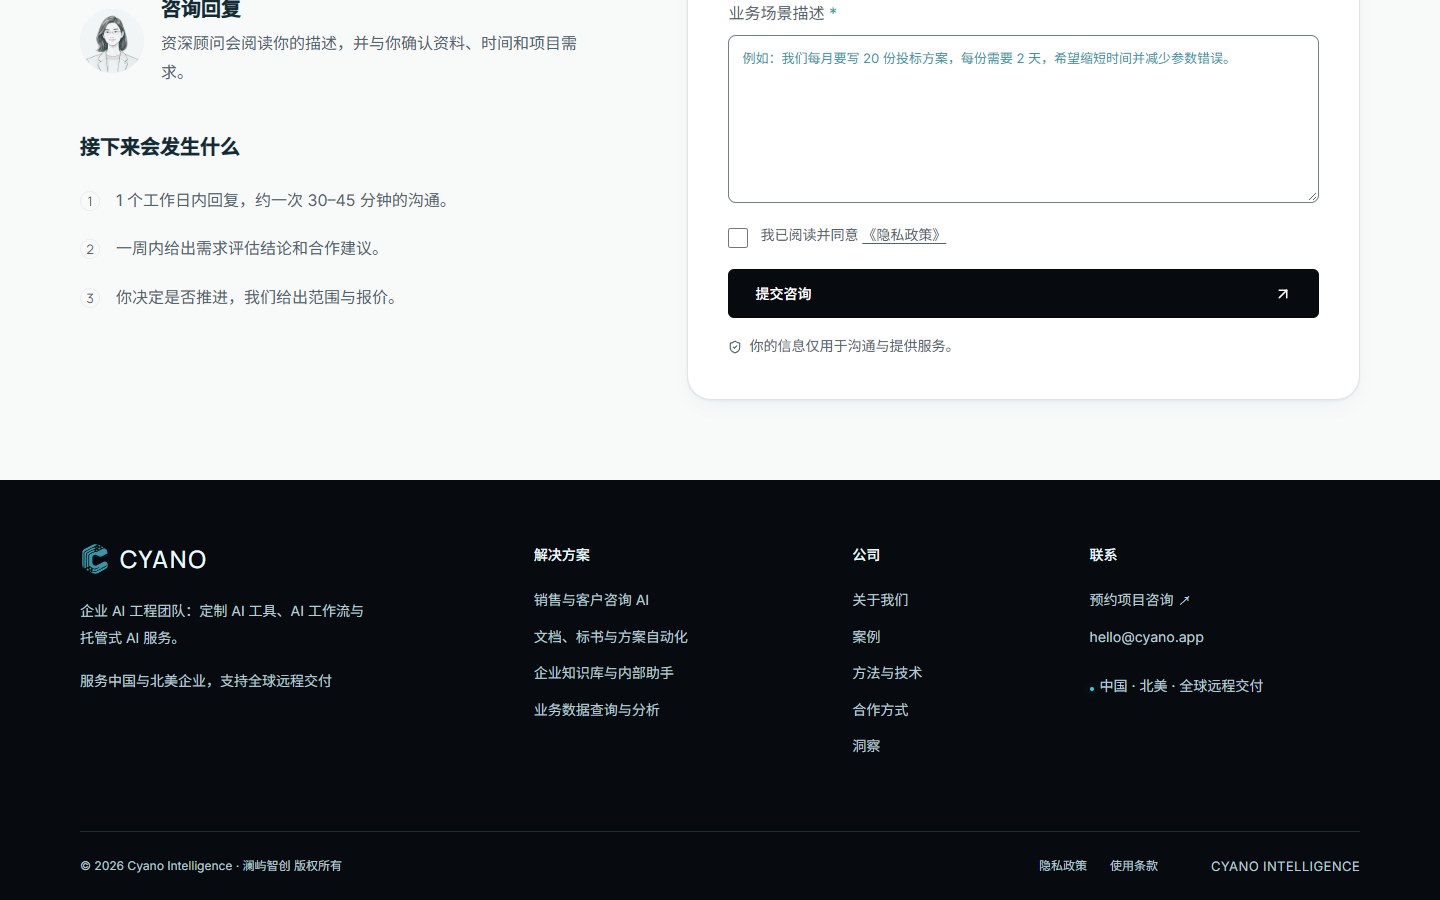 咨询回复
资深顾问会阅读你的描述，并与你确认资料、时间和项目需
求。
接下来会发生什么
1 1 个工作日内回复，约一次 30–45 分钟的沟通。
2 一周内给出需求评估结论和合作建议。
3 你决定是否推进，我们给出范围与报价。
业务场景描述 *
例如：我们每月要写 20 份投标方案，每份需要 2 天，希望缩短时间并减少参数错误。
我已阅读并同意 《隐私政策》
提交咨询
你的信息仅用于沟通与提供服务。
CYANO
企业 AI 工程团队：定制 AI 工具、AI 工作流与
托管式 AI 服务。
服务中国与北美企业，支持全球远程交付
解决方案
销售与客户咨询 AI
文档、标书与方案自动化
企业知识库与内部助手
业务数据查询与分析
公司
关于我们
案例
方法与技术
合作方式
洞察
联系
预约项目咨询 ↗
hello@cyano.app
中国 · 北美 · 全球远程交付
© 2026 Cyano Intelligence · 澜屿智创 版权所有
隐私政策 使用条款 CYANO INTELLIGENCE